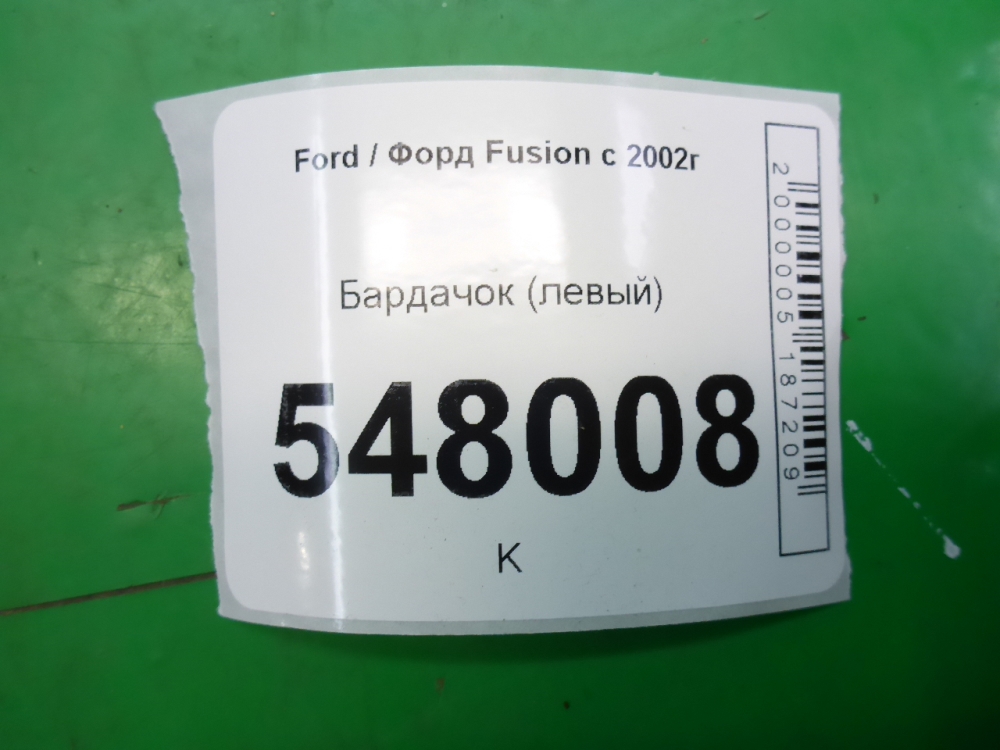 Ford / Форд Fusion с 2002г
Бардачок (левый)
548008
К
2000005187209